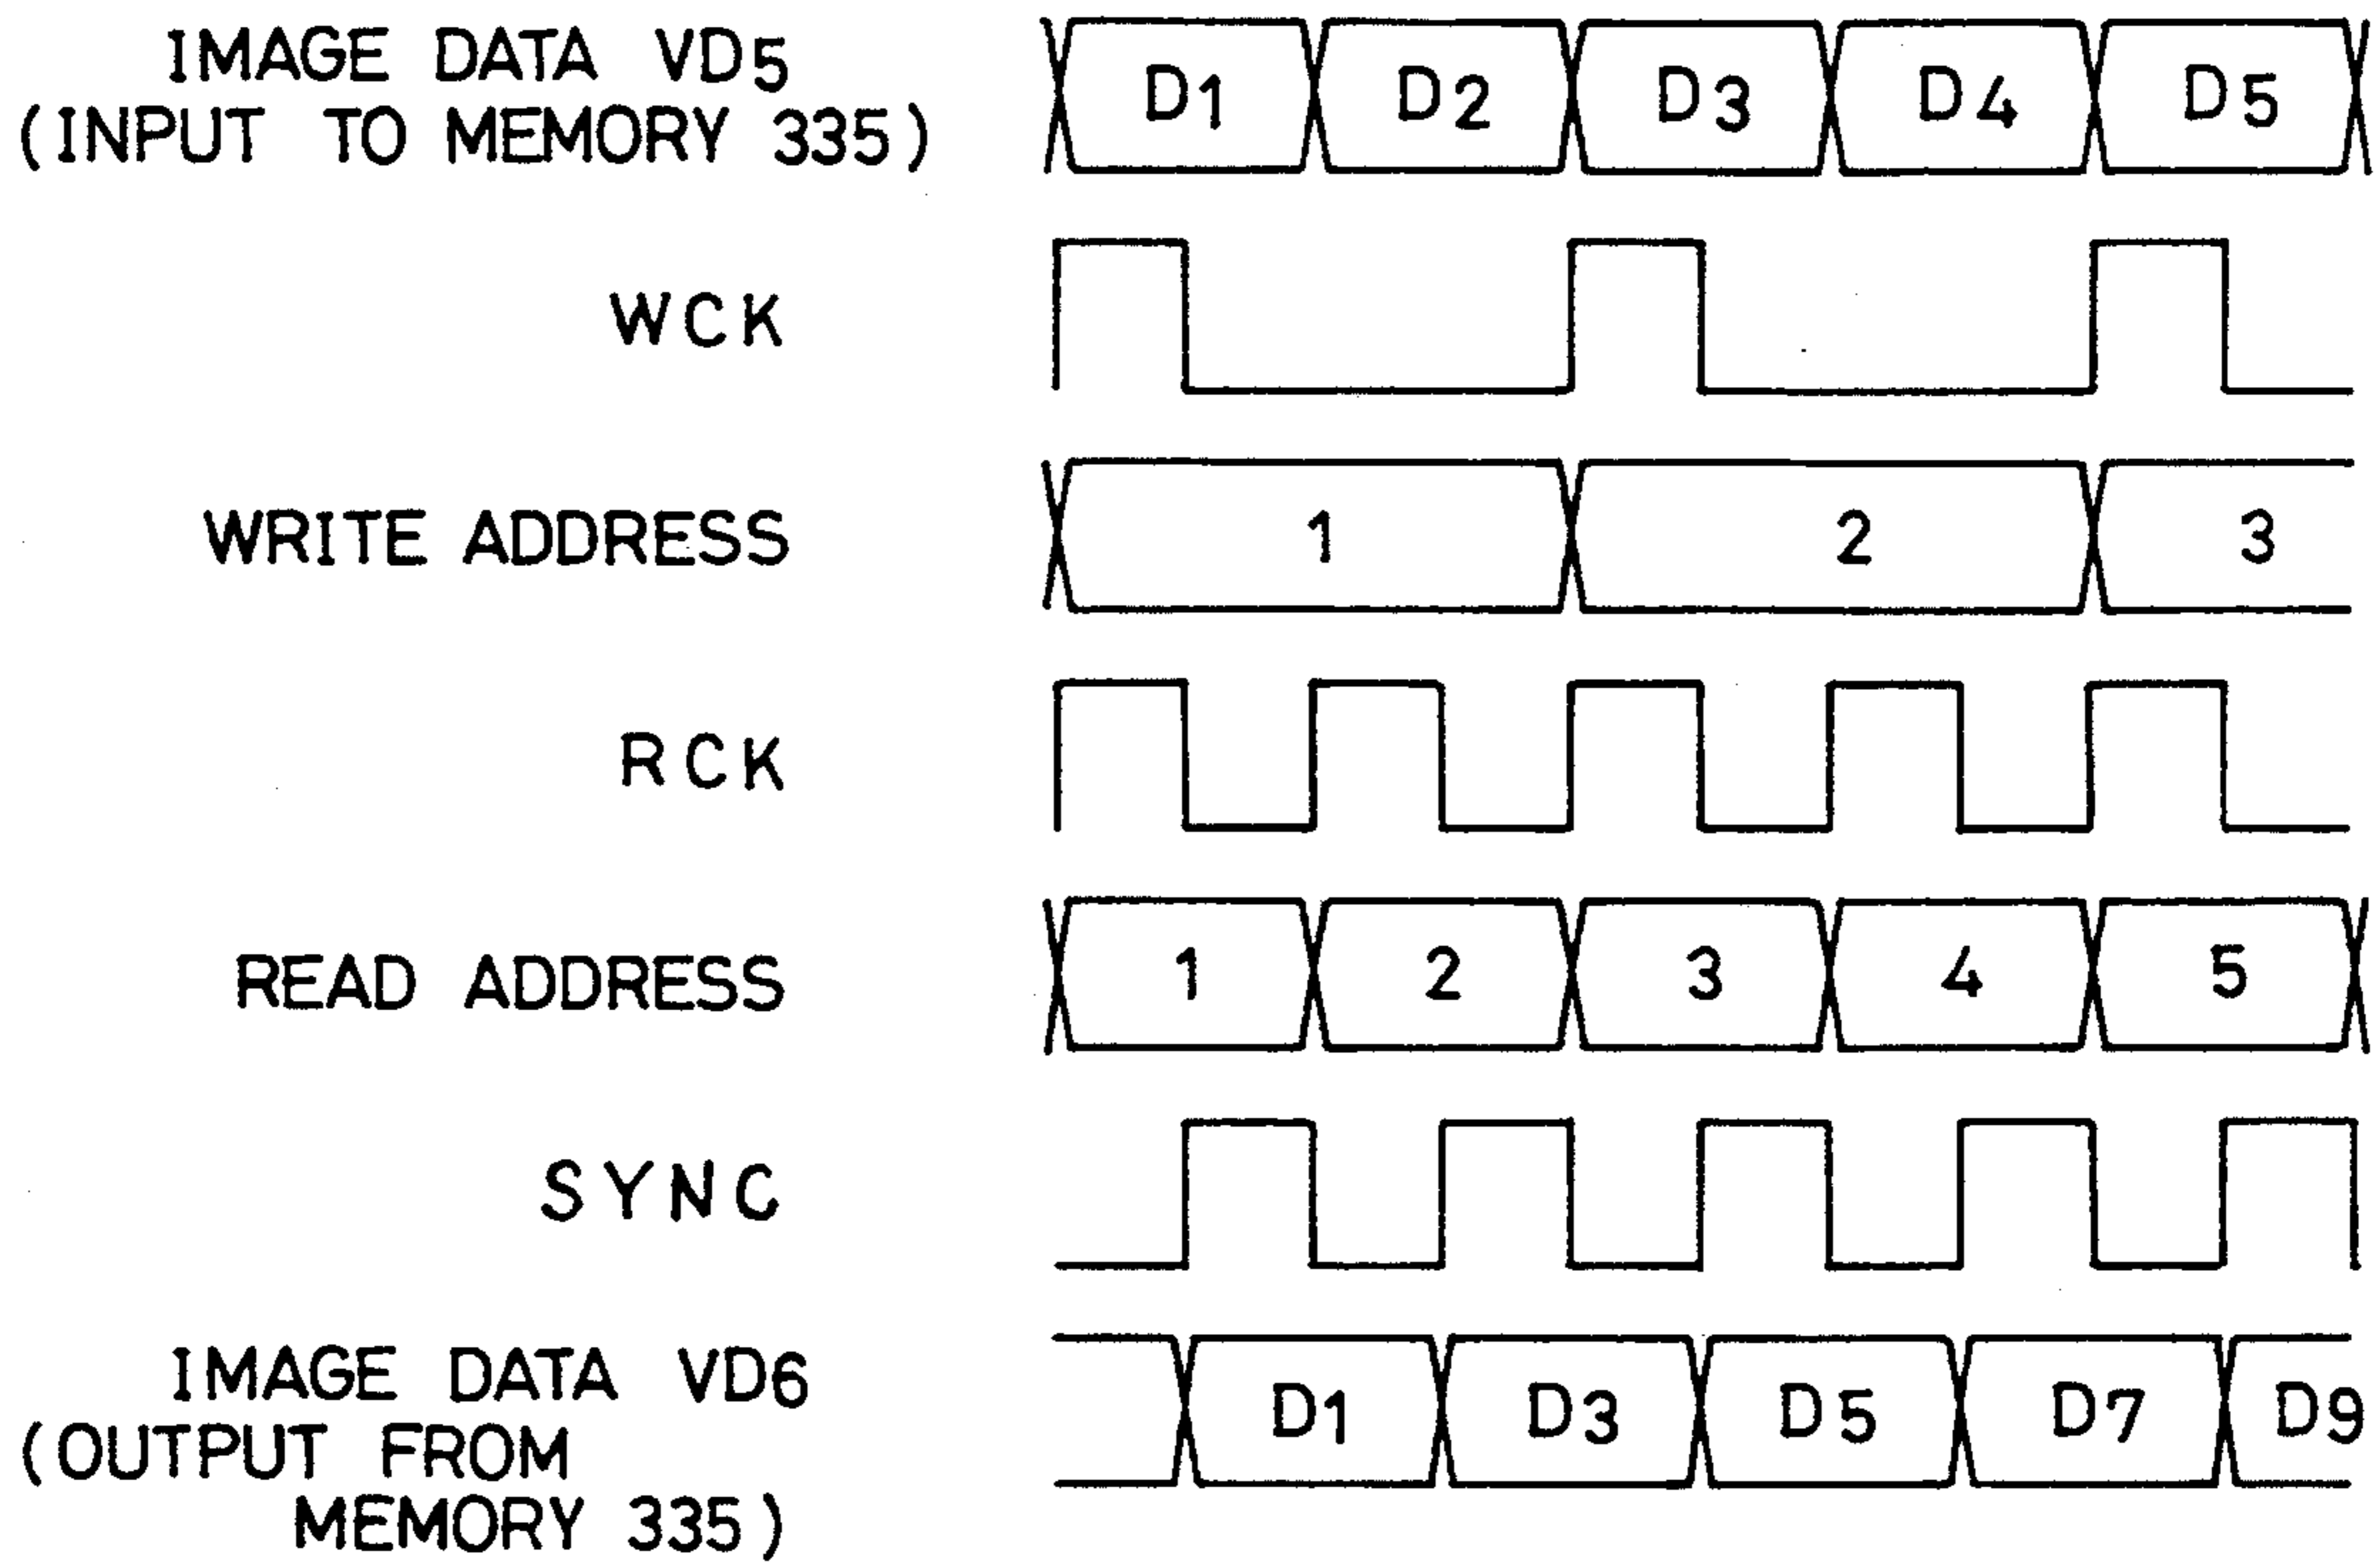 IMAGE DATA VD5
(INPUT TO MEMORY 335)
D1 D2 D3 D4 D5
WCK
WRITE ADDRESS
1 2 3
RCK
READ ADDRESS
1 2 3 4 5
SYNC
IMAGE DATA VD6
(OUTPUT FROM
MEMORY 335)
D1 D3 D5 D7 D9